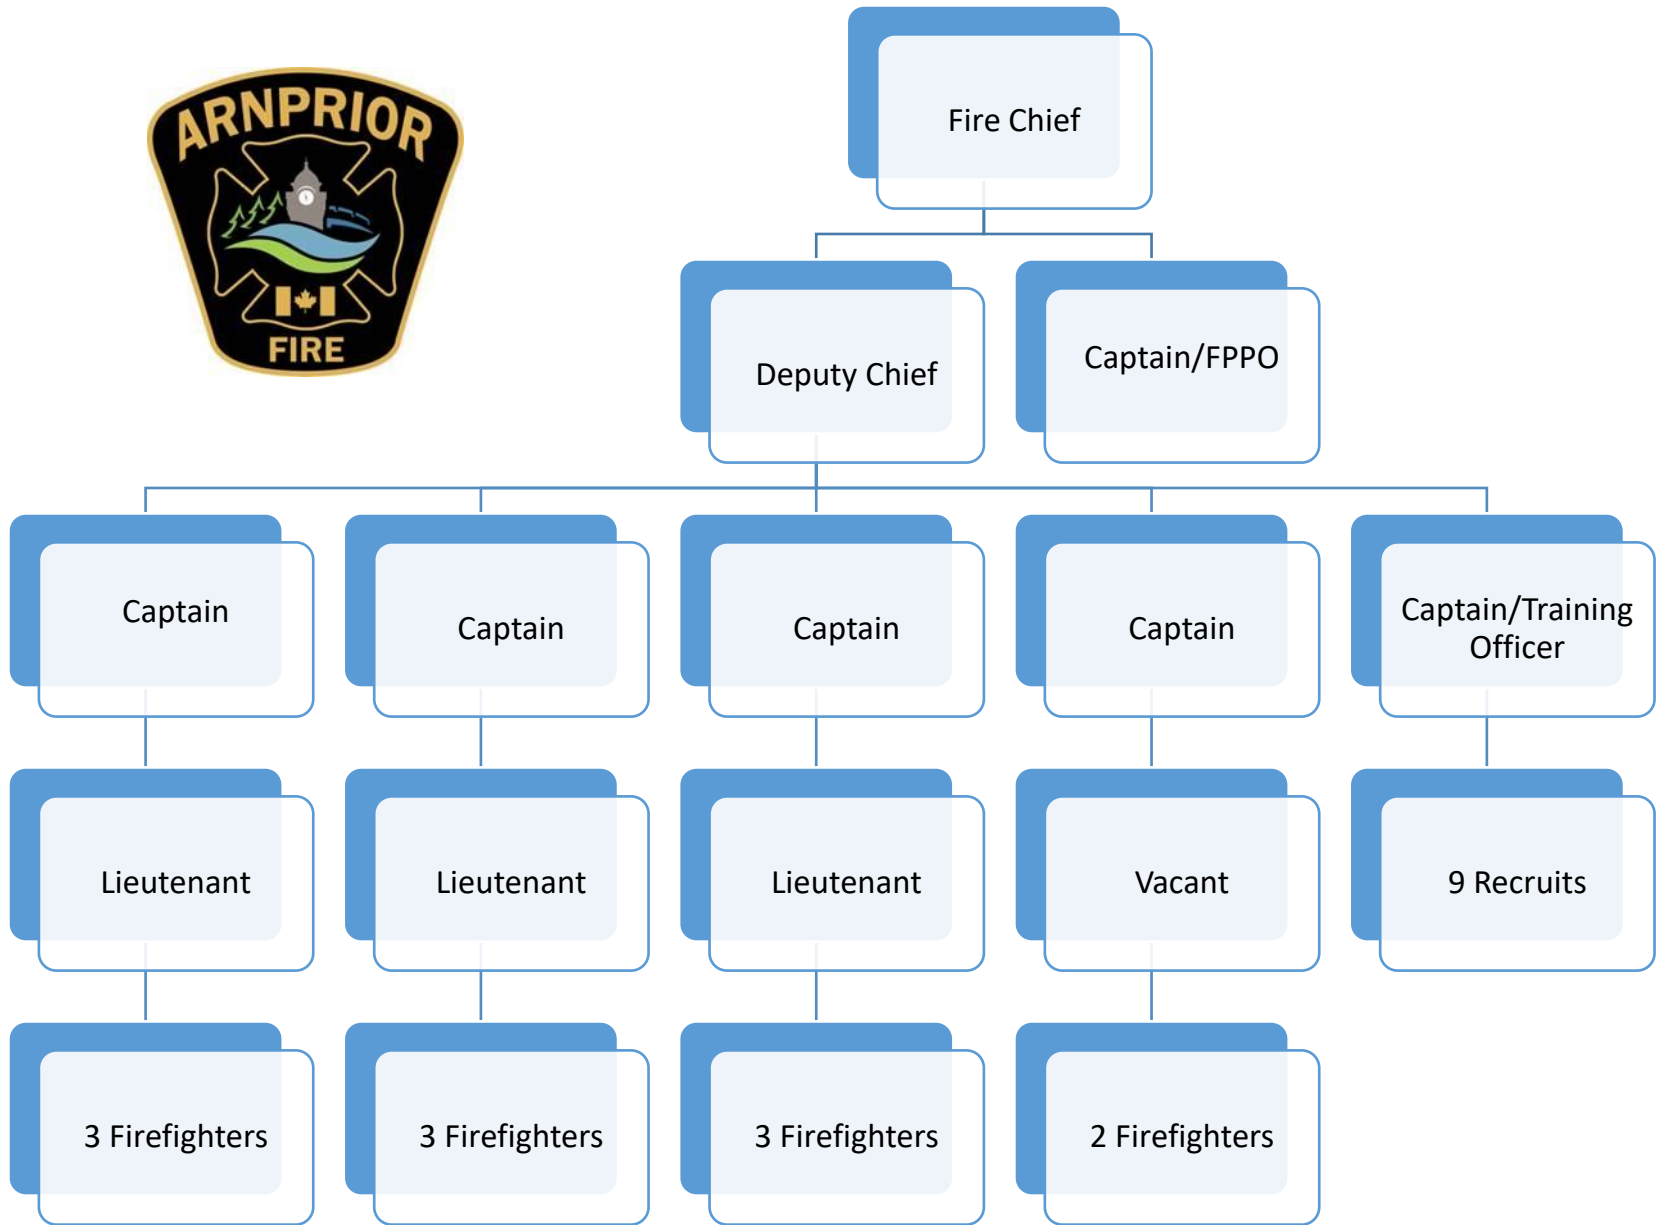 ARNPRIOR
FIRE
Fire Chief
Deputy Chief
Captain/FPPO
Captain
Captain
Captain
Captain
Captain/Training
Officer
Lieutenant
Lieutenant
Lieutenant
Vacant
9 Recruits
3 Firefighters
3 Firefighters
3 Firefighters
2 Firefighters